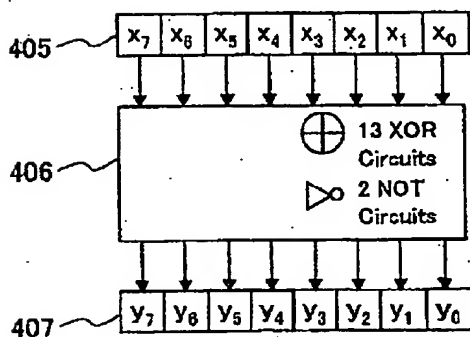 405 x7 x6 x5 x4 x3 x2 x1 x0
13 XOR
Circuits
406
2 NOT
Circuits
407 y7 y6 y5 y4 y3 y2 y1 y0